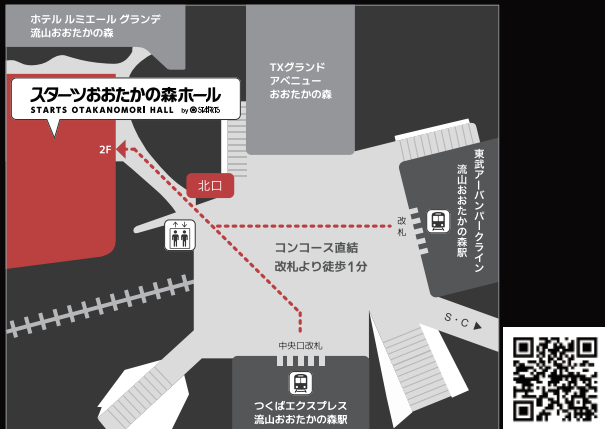 ホテル ルミエール グランデ
流山おおたかの森
TXグランド
アベニュー
おおたかの森
スターツおおたかの森ホール
STARTS OTAKANOMORI HALL by STARTS
2F
北口
東武アーバンパークライン
流山おおたかの森駅
改札
コンコース直結
改札より徒歩1分
S・C
中央口改札
つくばエクスプレス
流山おおたかの森駅